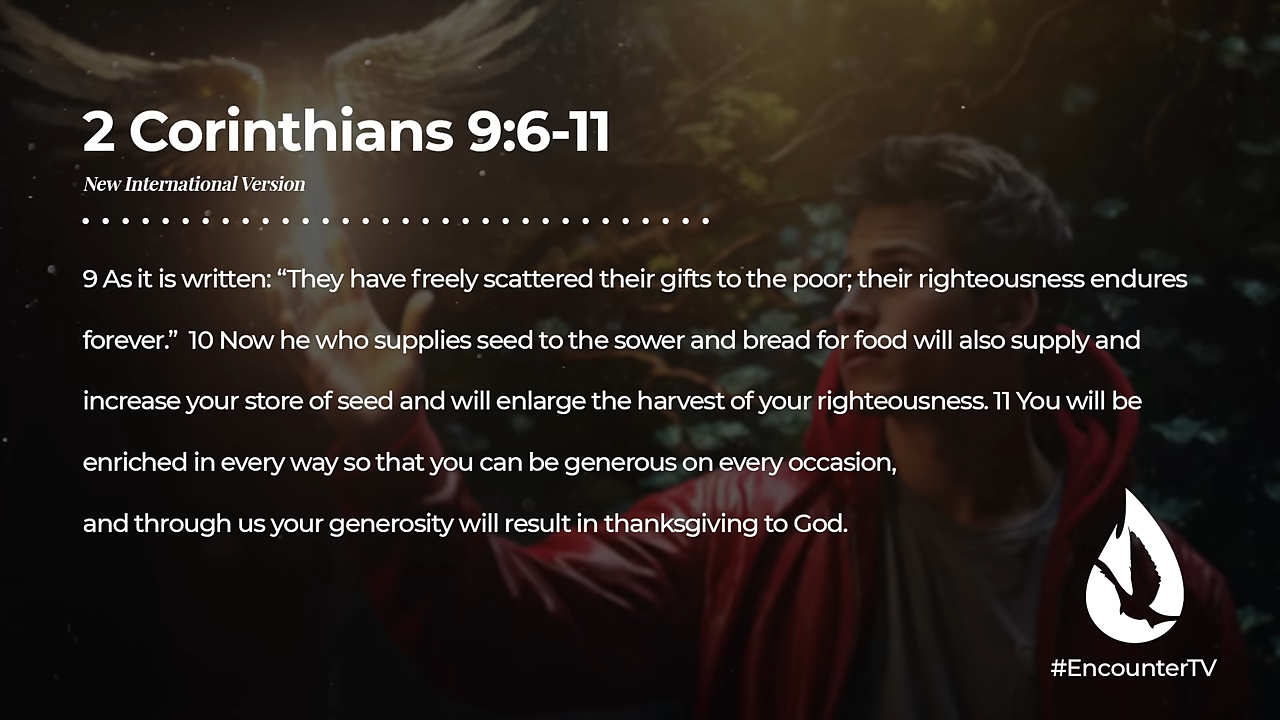 2 Corinthians 9:6-11
New International Version
9 As it is written: “They have freely scattered their gifts to the poor; their righteousness endures
forever.”  10 Now he who supplies seed to the sower and bread for food will also supply and
increase your store of seed and will enlarge the harvest of your righteousness. 11 You will be
enriched in every way so that you can be generous on every occasion,
and through us your generosity will result in thanksgiving to God.
#EncounterTV